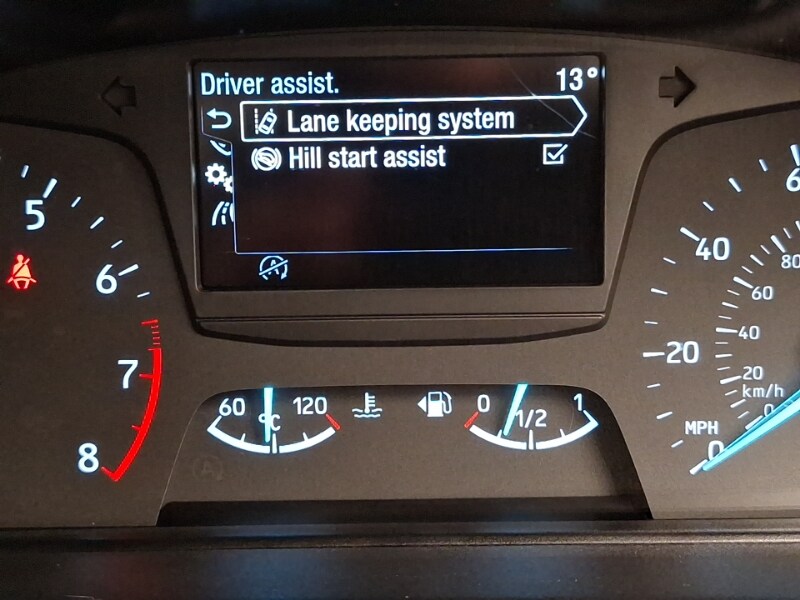 Driver assist. 13°
Lane keeping system
Hill start assist
A
5
6
7
8
60 °C 120
0 1/2 1
40
20
MPH
0
80
60
40
20
km/h
0